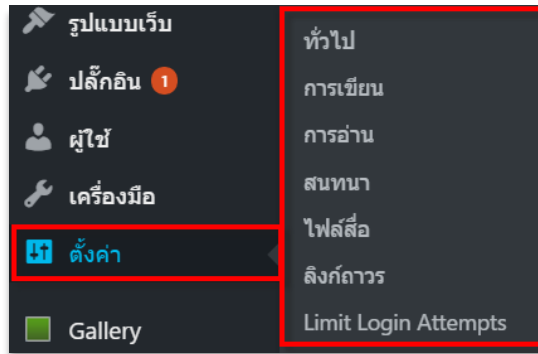 รูปแบบเว็บ
ปลั๊กอิน 1
ผู้ใช้
เครื่องมือ
ตั้งค่า
Gallery
ทั่วไป
การเขียน
การอ่าน
สนทนา
ไฟล์สื่อ
ลิงก์ถาวร
Limit Login Attempts